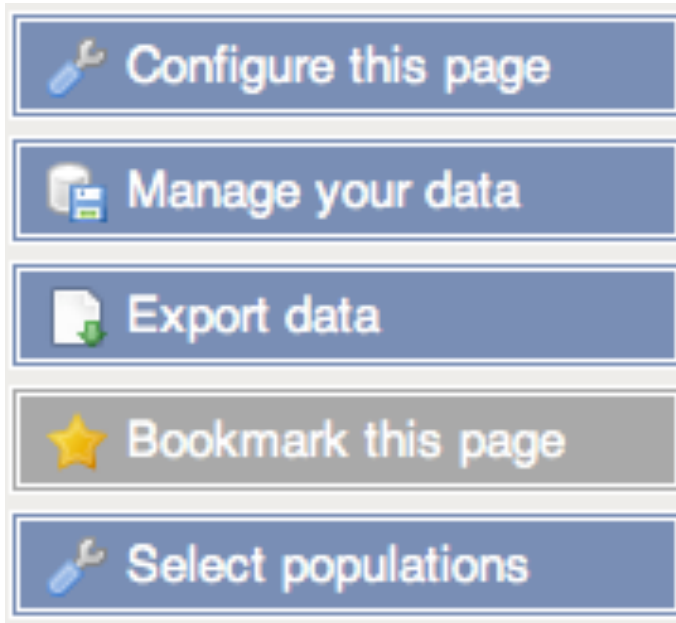 Configure this page
Manage your data
Export data
Bookmark this page
Select populations